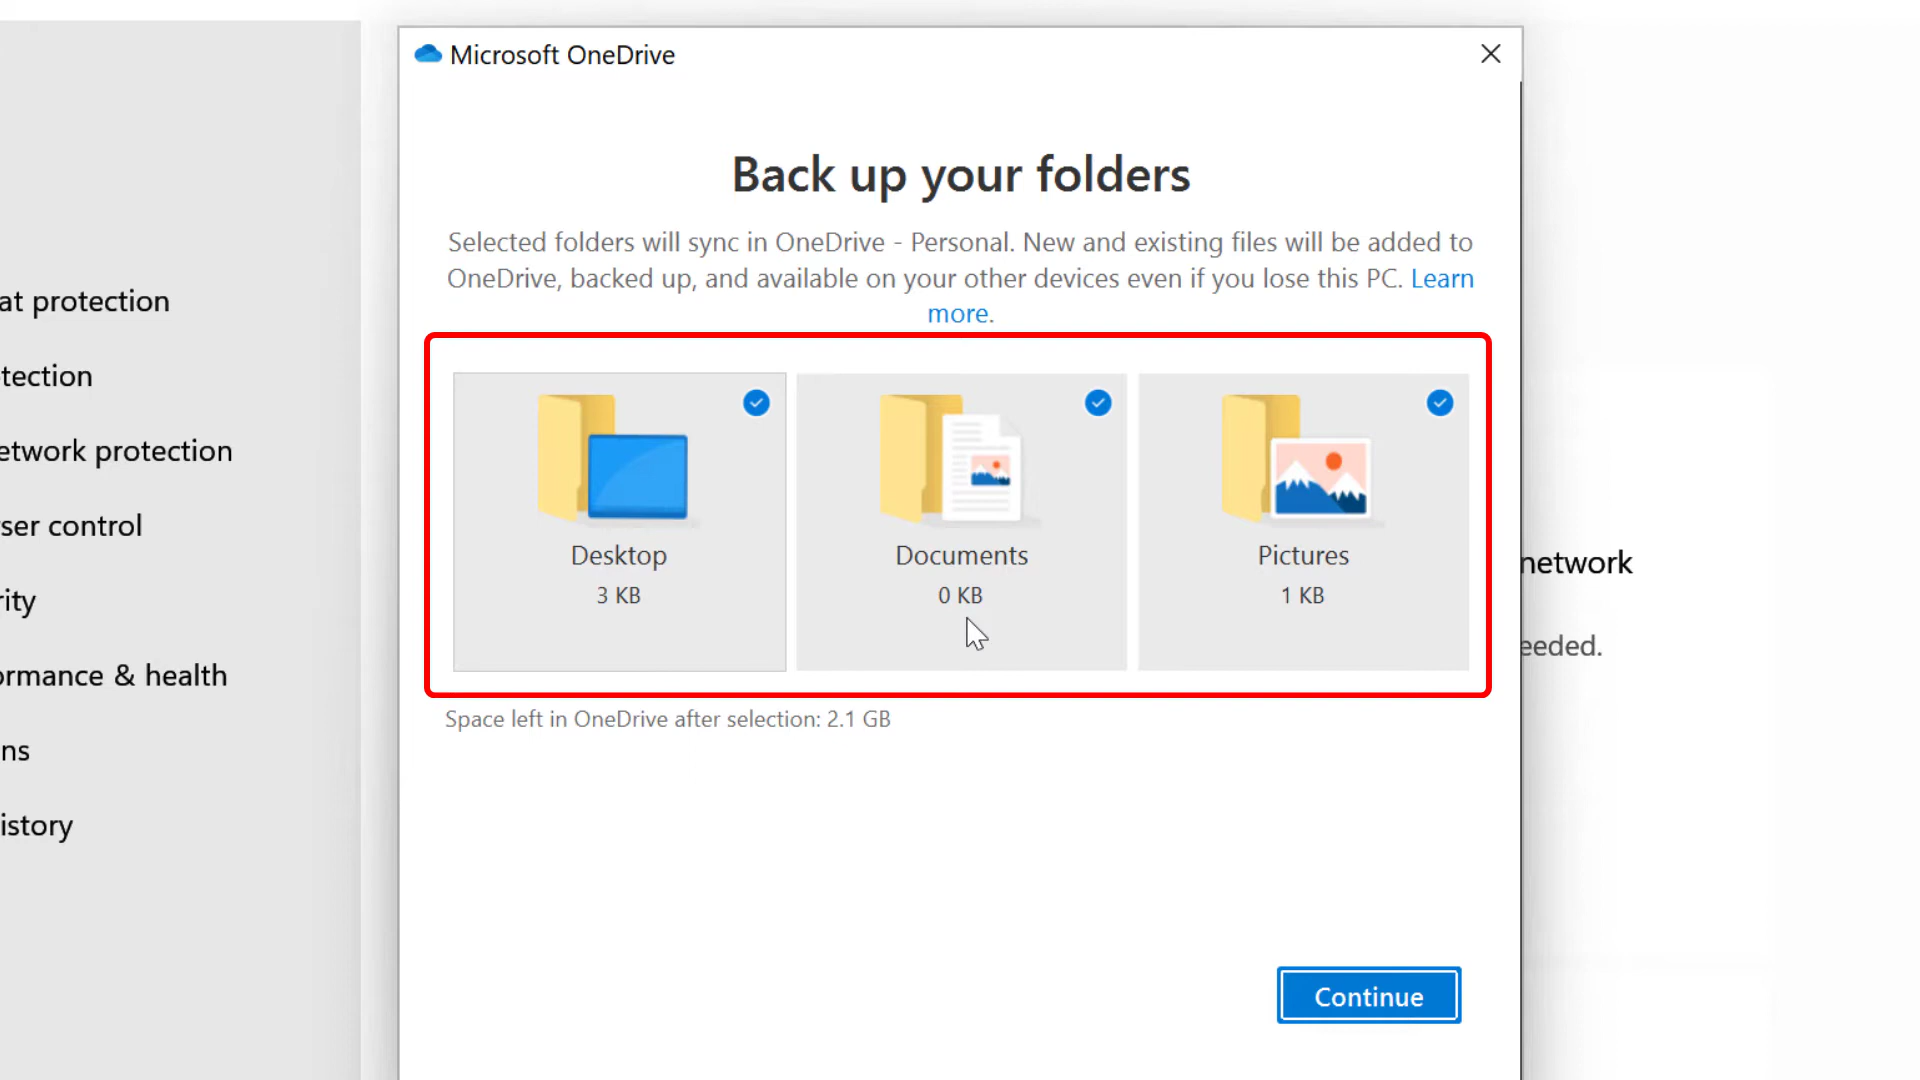 Microsoft OneDrive
Back up your folders
Selected folders will sync in OneDrive - Personal. New and existing files will be added to
OneDrive, backed up, and available on your other devices even if you lose this PC. Learn
more.
Desktop
3 KB
Documents
0 KB
Pictures
1 KB
Space left in OneDrive after selection: 2.1 GB
Continue
at protection
tection
etwork protection
ser control
rity
ormance & health
ns
istory
network
eeded.